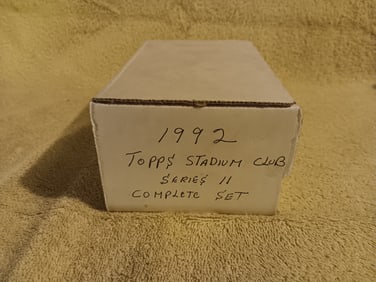 1992
TOPPS STADIUM CLUB
SERIES II
COMPLETE SET